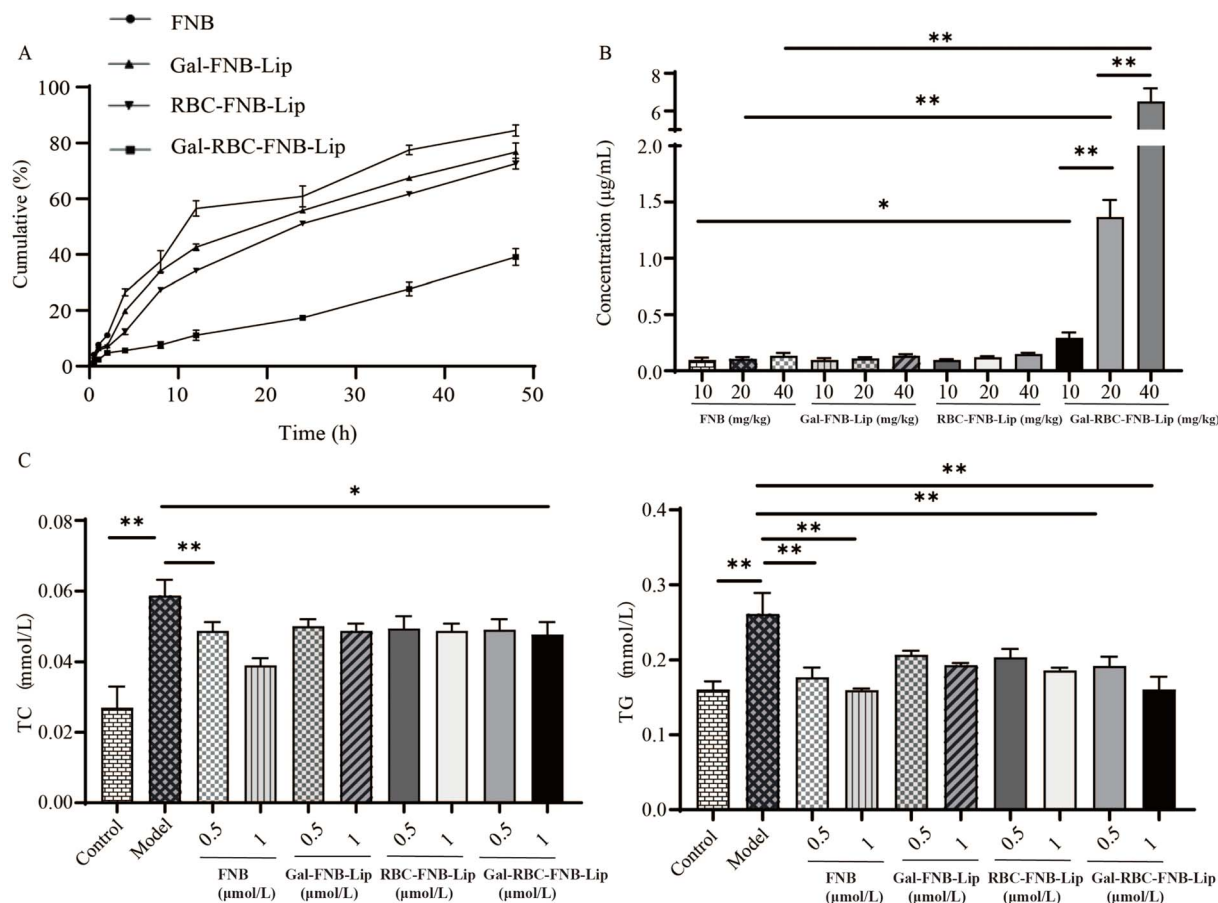 A
FNB
Gal-FNB-Lip
RBC-FNB-Lip
Gal-RBC-FNB-Lip
Cumulative (%)
100
80
60
40
20
0
0 10 20 30 40 50
Time (h)
B
Concentration (µg/mL)
8
6
4
2.0
1.5
1.0
0.5
0.0
** 
**
**
**
*
10 20 40 10 20 40 10 20 40 10 20 40
FNB (mg/kg) Gal-FNB-Lip (mg/kg) RBC-FNB-Lip (mg/kg) Gal-RBC-FNB-Lip (mg/kg)
C
TC (mmol/L)
0.08
0.06
0.04
0.02
0.00
*
**
**
Control Model 0.5 1 0.5 1 0.5 1 0.5 1
FNB Gal-FNB-Lip RBC-FNB-Lip Gal-RBC-FNB-Lip
(µmol/L) (µmol/L) (µmol/L) (µmol/L)
TG (mmol/L)
0.4
0.3
0.2
0.1
0.0
**
**
**
**
**
Control Model 0.5 1 0.5 1 0.5 1 0.5 1
FNB Gal-FNB-Lip RBC-FNB-Lip Gal-RBC-FNB-Lip
(µmol/L) (µmol/L) (µmol/L) (µmol/L)